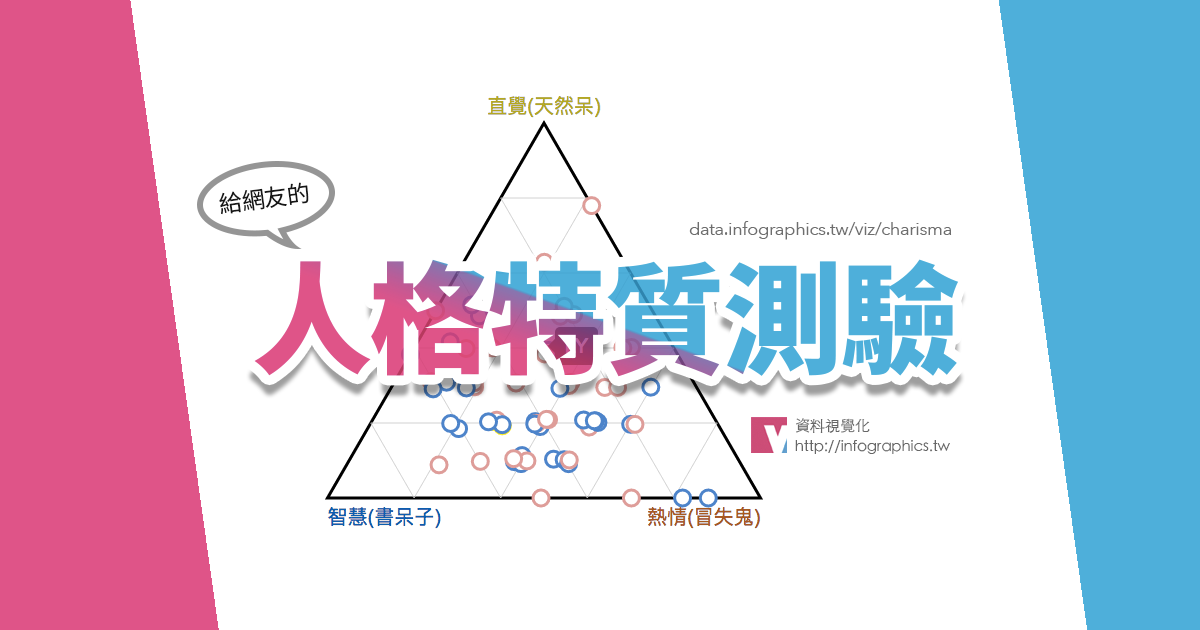 直覺(天然呆)
給網友的
data.infographics.tw/viz/charisma
人格特質測驗
資料視覺化
http://infographics.tw
智慧(書呆子)
熱情(冒失鬼)